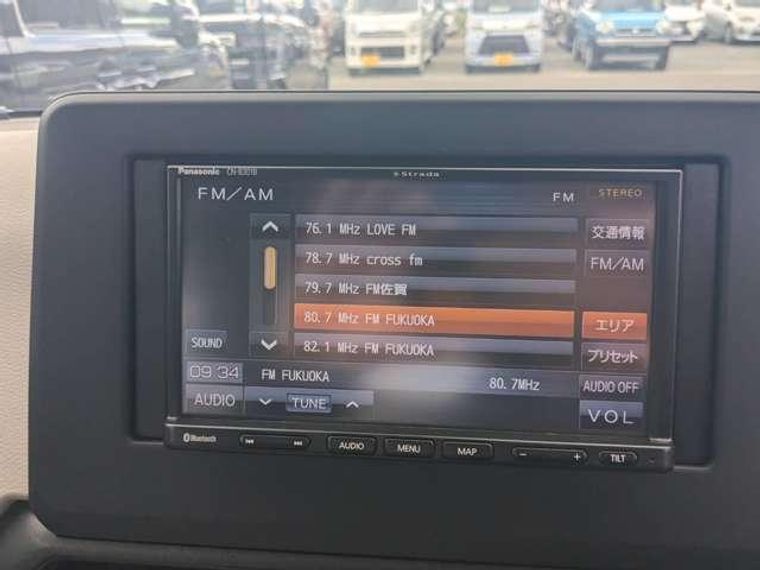 Panasonic CN-B301B Strada
FM/AM FM STEREO
76.1 MHz LOVE FM
交通情報
78.7 MHz cross fm
FM/AM
79.7 MHz FM佐賀
80.7 MHz FM FUKUOKA
エリア
SOUND
82.1 MHz FM FUKUOKA
プリセット
09:34
FM FUKUOKA 80.7MHz
AUDIO OFF
AUDIO
TUNE
VOL
Bluetooth
AUDIO
MENU
MAP
- +
TILT